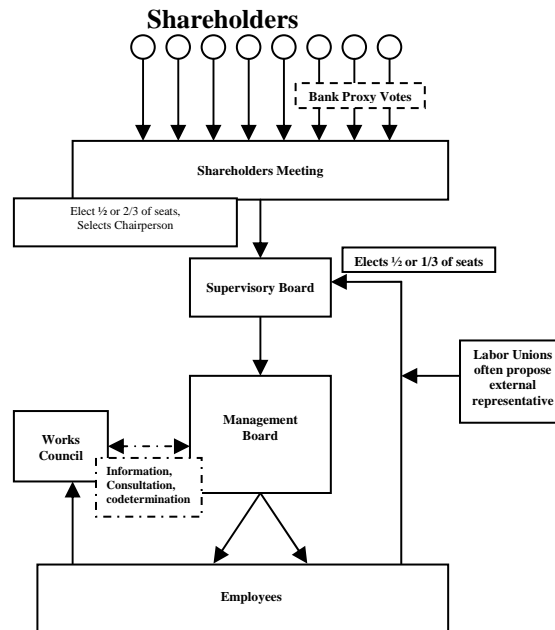 Shareholders
Bank Proxy Votes
Shareholders Meeting
Elect ½ or 2/3 of seats,
Selects Chairperson
Elects ½ or 1/3 of seats
Supervisory Board
Labor Unions
often propose
external
representative
Management
Board
Works
Council
Information,
Consultation,
codetermination
Employees